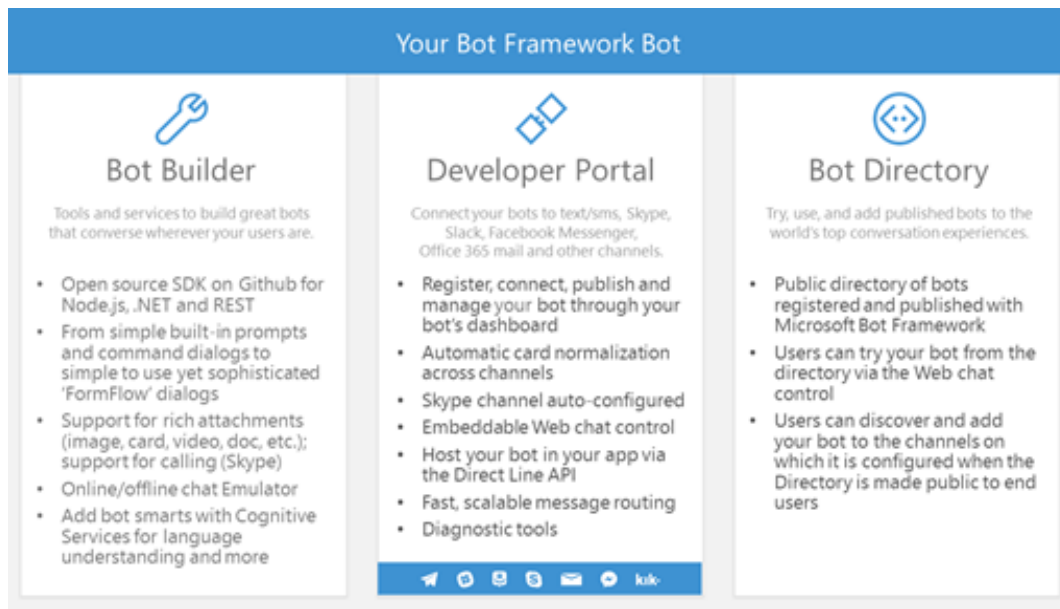 Your Bot Framework Bot
Bot Builder
Tools and services to build great bots
that converse wherever your users are.
• Open source SDK on Github for
Node.js, .NET and REST
• From simple built-in prompts
and command dialogs to
simple to use yet sophisticated
'FormFlow' dialogs
• Support for rich attachments
(image, card, video, doc, etc.);
support for calling (Skype)
• Online/offline chat Emulator
• Add bot smarts with Cognitive
Services for language
understanding and more
Developer Portal
Connect your bots to text/sms, Skype,
Slack, Facebook Messenger,
Office 365 mail and other channels.
• Register, connect, publish and
manage your bot through your
bot's dashboard
• Automatic card normalization
across channels
• Skype channel auto-configured
• Embeddable Web chat control
• Host your bot in your app via
the Direct Line API
• Fast, scalable message routing
• Diagnostic tools
kik·
Bot Directory
Try, use, and add published bots to the
world's top conversation experiences.
• Public directory of bots
registered and published with
Microsoft Bot Framework
• Users can try your bot from the
directory via the Web chat
control
• Users can discover and add
your bot to the channels on
which it is configured when the
Directory is made public to end
users